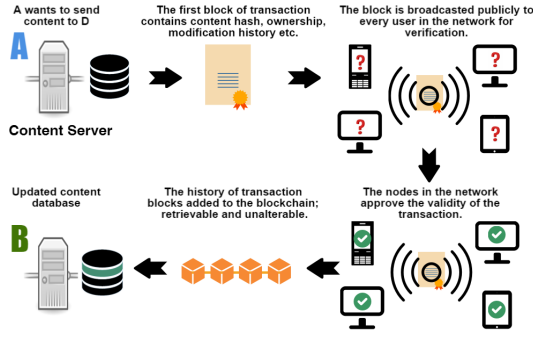 A wants to send
content to D
The first block of transaction
contains content hash, ownership,
modification history etc.
The block is broadcasted publicly to
every user in the network for
verification.
A
Content Server
?
?
?
?
Updated content
database
The history of transaction
blocks added to the blockchain;
retrievable and unalterable.
The nodes in the network
approve the validity of the
transaction.
B